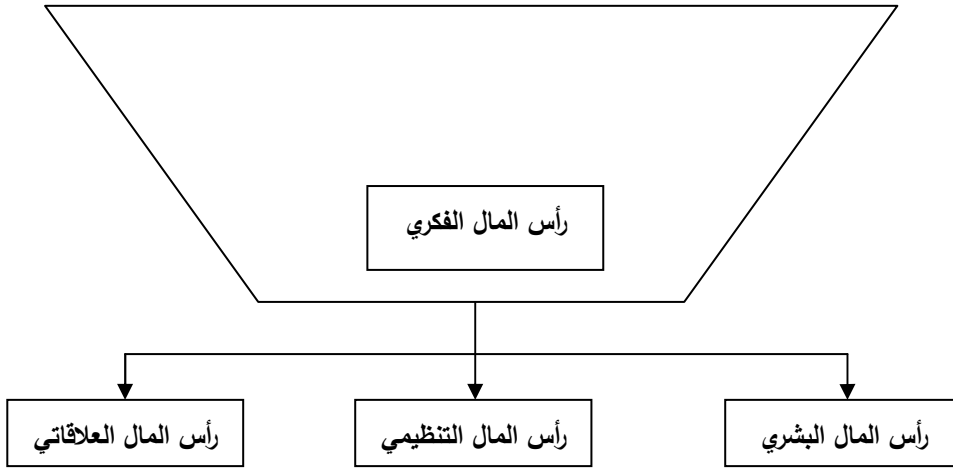 رأس المال الفكري
رأس المال البشري
رأس المال التنظيمي
رأس المال العلاقاتي